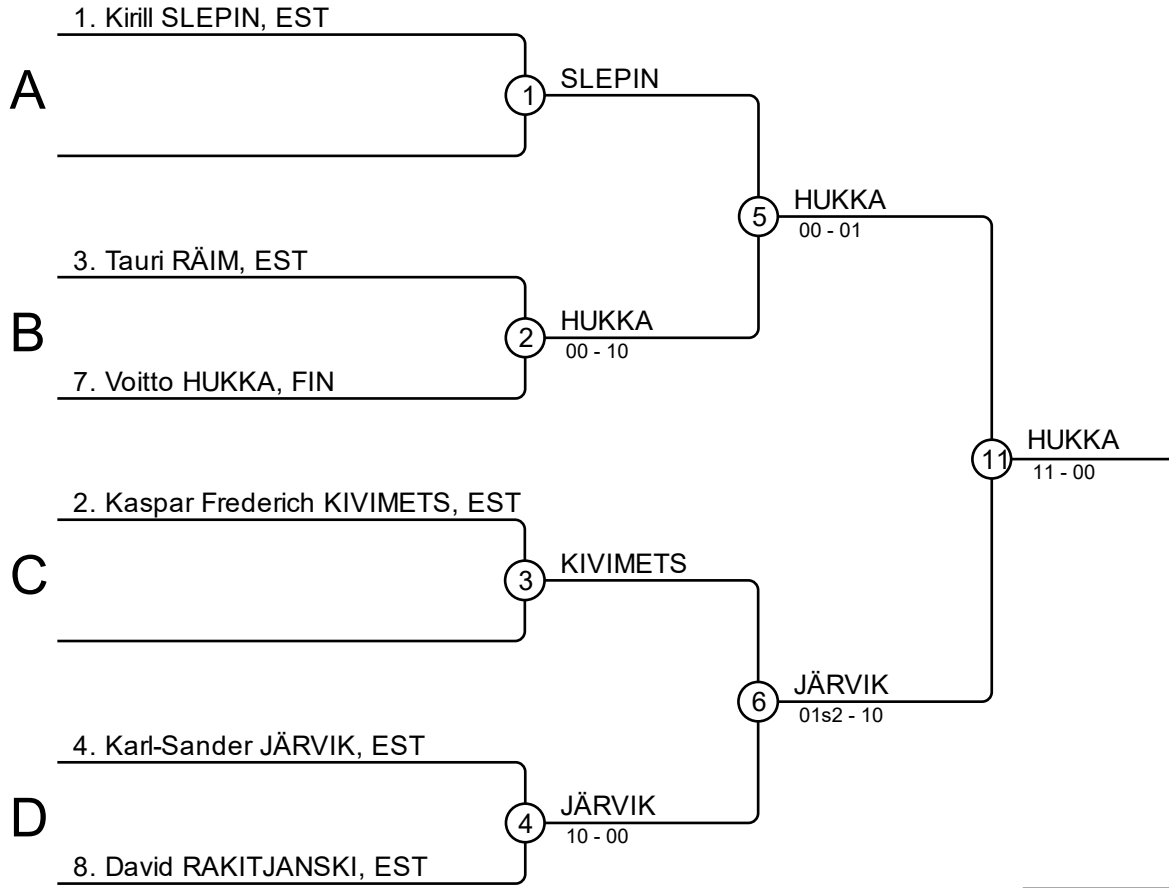 1. Kirill SLEPIN, EST
A
1
SLEPIN
5
HUKKA
00 - 01
3. Tauri RÄIM, EST
B
2
HUKKA
00 - 10
7. Voitto HUKKA, FIN
11
HUKKA
11 - 00
2. Kaspar Frederich KIVIMETS, EST
C
3
KIVIMETS
6
JÄRVIK
01s2 - 10
4. Karl-Sander JÄRVIK, EST
D
4
JÄRVIK
10 - 00
8. David RAKITJANSKI, EST